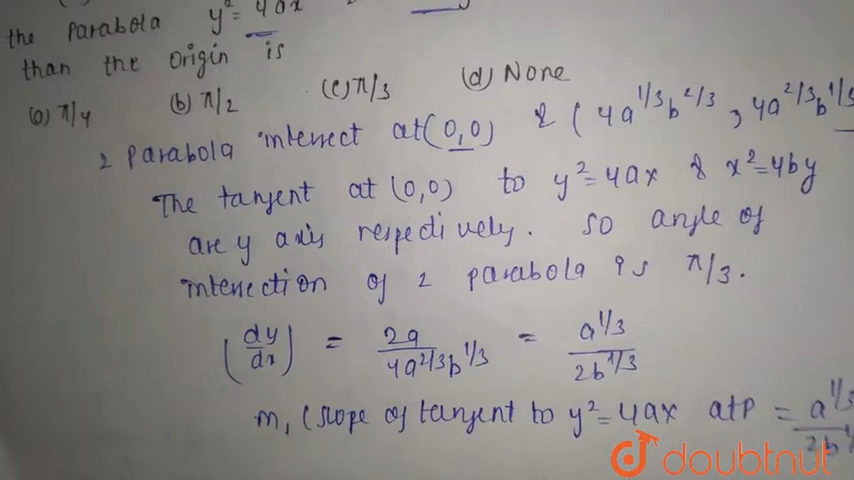 the parabola y² = 4ax
than the origin is
(a) π/4 (b) π/2 (c) π/3 (d) None
2 parabola intersect at (0,0) & ( 4a^1/3 b^2/3 , 4a^2/3 b^1/3
The tangent at (0,0) to y² = 4ax & x² = 4by
are y axis respectively. so angle of
intersection of 2 parabola is π/3.
(dy/dx) = 2a / 4a^2/3 b^1/3 = a^1/3 / 2b^1/3
m₁ (slope of tangent to y² = 4ax at P = a^1/3 / 2b
doubtnut